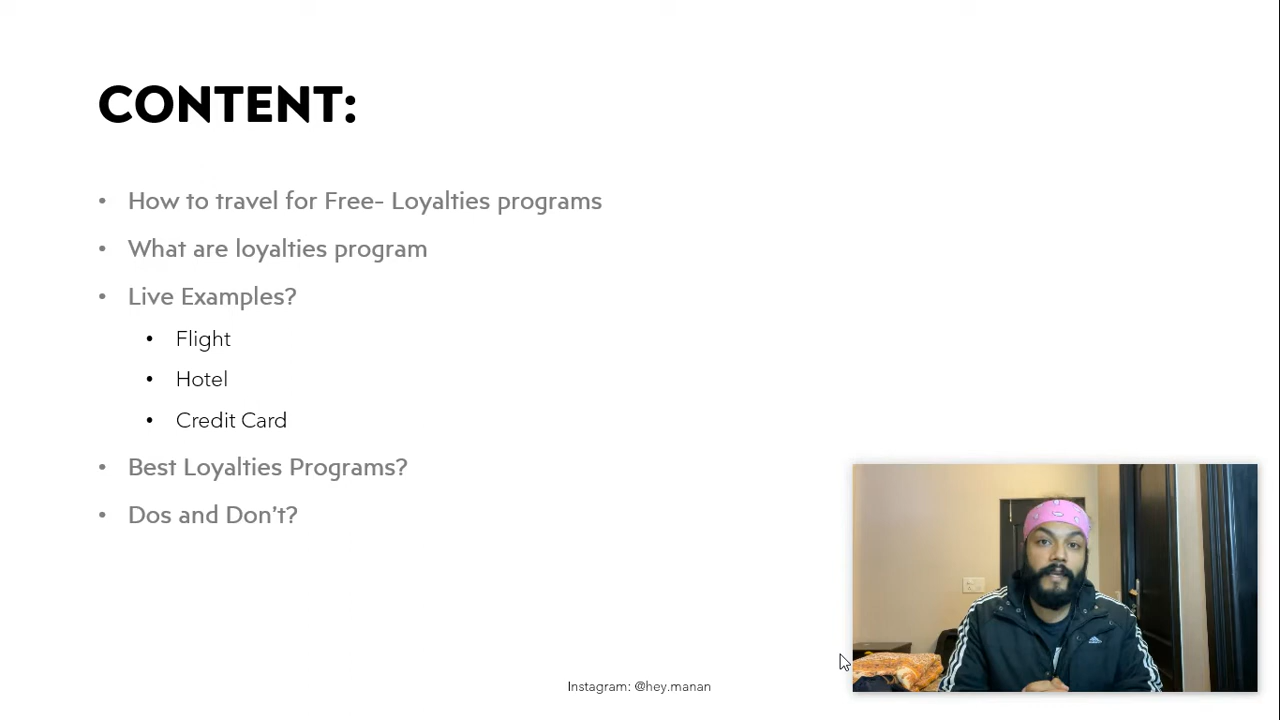 CONTENT:
• How to travel for Free- Loyalties programs
• What are loyalties program
• Live Examples?
• Flight
• Hotel
• Credit Card
• Best Loyalties Programs?
• Dos and Don't?
Instagram: @hey.manan